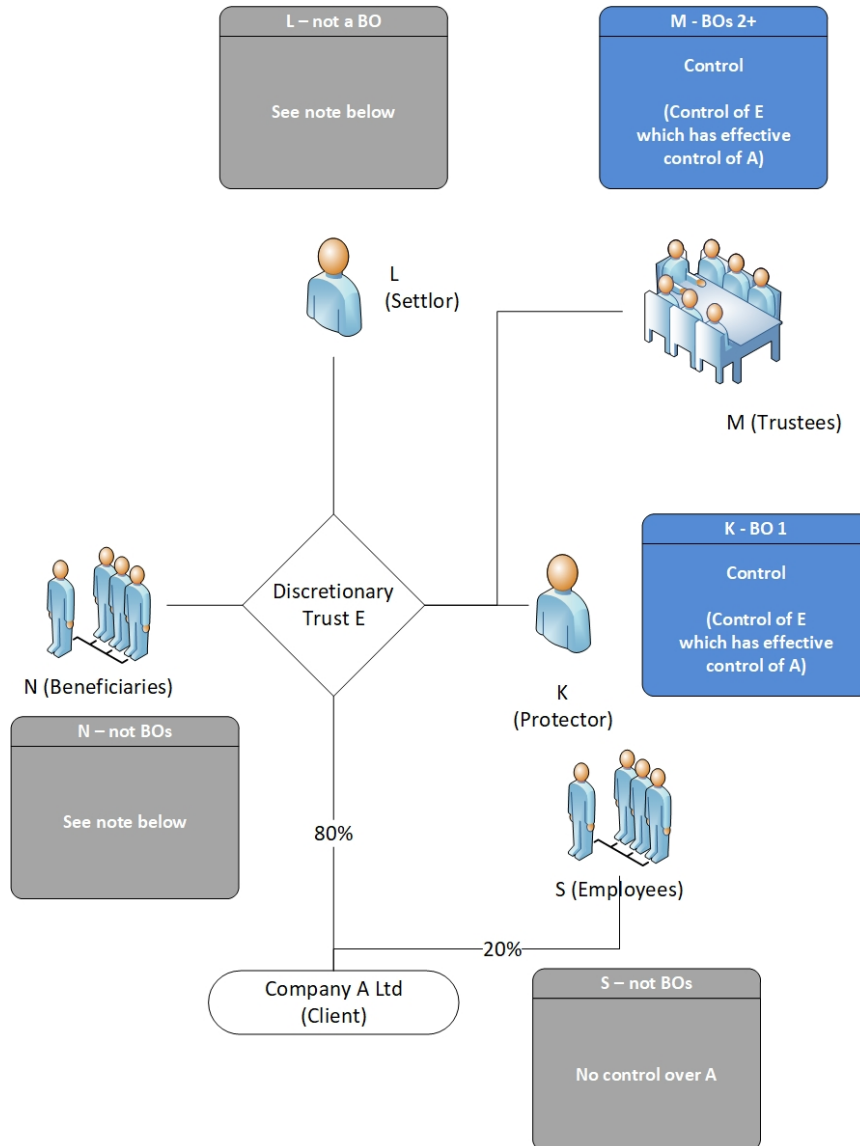 L – not a BO
See note below
M - BOs 2+
Control
(Control of E
which has effective
control of A)
L
(Settlor)
M (Trustees)
K - BO 1
Control
(Control of E
which has effective
control of A)
Discretionary
Trust E
N (Beneficiaries)
K
(Protector)
N – not BOs
See note below
80%
S (Employees)
20%
Company A Ltd
(Client)
S – not BOs
No control over A